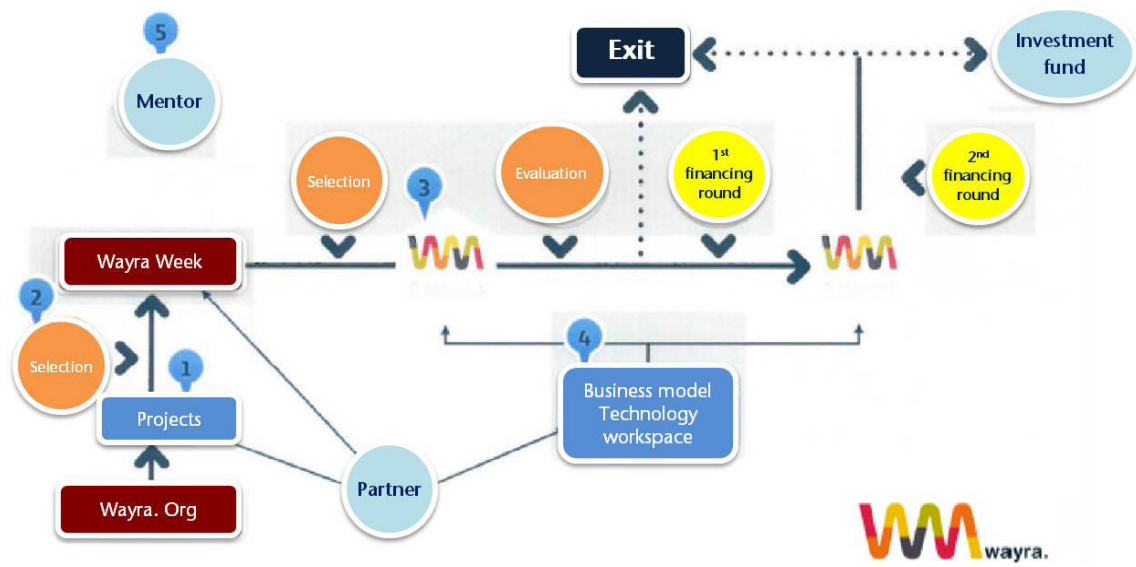 5
Mentor
Exit
Investment
fund
Selection
3
Evaluation
1st
financing
round
2nd
financing
round
Wayra Week
2
Selection
1
Projects
4
Business model
Technology
workspace
Partner
Wayra. Org
wayra.